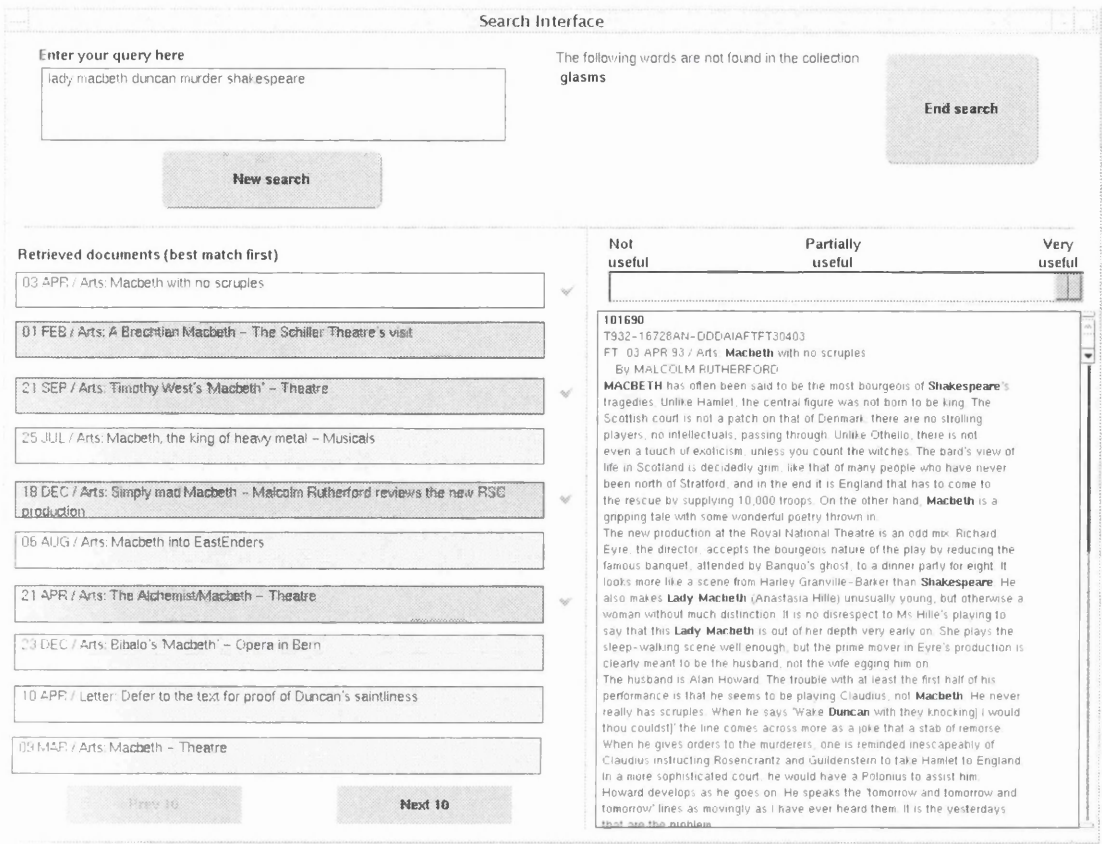 Search Interface
Enter your query here
lady macbeth duncan murder shakespeare
The following words are not found in the collection
glasms
End search
New search
Retrieved documents (best match first)
03 APR / Arts: Macbeth with no scruples
01 FEB / Arts: A Brechtian Macbeth – The Schiller Theatre's visit
21 SEP / Arts: Timothy West's 'Macbeth' – Theatre
25 JUL / Arts: Macbeth, the king of heavy metal – Musicals
18 DEC / Arts: Simply mad Macbeth – Malcolm Rutherford reviews the new RSC
production
06 AUG / Arts: Macbeth into EastEnders
21 APR / Arts: The Alchemist/Macbeth – Theatre
23 DEC / Arts: Bibalo's 'Macbeth' – Opera in Bern
10 APR / Letter: Defer to the text for proof of Duncan's saintliness
09 MAR / Arts: Macbeth – Theatre
Prev 10
Next 10
Not useful
Partially useful
Very useful
101690
T932-16728AN-DDDAIAFTFT30403
FT 03 APR 93 / Arts: Macbeth with no scruples
By MALCOLM RUTHERFORD
MACBETH has often been said to be the most bourgeois of Shakespeare's
tragedies. Unlike Hamlet, the central figure was not born to be king. The
Scottish court is not a patch on that of Denmark: there are no strolling
players, no intellectuals, passing through. Unlike Othello, there is not
even a touch of exoticism, unless you count the witches. The bard's view of
life in Scotland is decidedly grim, like that of many people who have never
been north of Stratford, and in the end it is England that has to come to
the rescue by supplying 10,000 troops. On the other hand, Macbeth is a
gripping tale with some wonderful poetry thrown in.
The new production at the Royal National Theatre is an odd mix. Richard
Eyre, the director, accepts the bourgeois nature of the play by reducing the
famous banquet, attended by Banquo's ghost, to a dinner party for eight. It
looks more like a scene from Harley Granville-Barker than Shakespeare. He
also makes Lady Macbeth (Anastasia Hille) unusually young, but otherwise a
woman without much distinction. It is no disrespect to Ms Hille's playing to
say that this Lady Macbeth is out of her depth very early on. She plays the
sleep-walking scene well enough, but the prime mover in Eyre's production is
clearly meant to be the husband, not the wife egging him on.
The husband is Alan Howard. The trouble with at least the first half of his
performance is that he seems to be playing Claudius, not Macbeth. He never
really has scruples. When he says 'Wake Duncan with they knocking| I would
thou couldst|' the line comes across more as a joke that a stab of remorse.
When he gives orders to the murderers, one is reminded inescapeably of
Claudius instructing Rosencrantz and Guildenstern to take Hamlet to England.
In a more sophisticated court, he would have a Polonius to assist him.
Howard develops as he goes on. He speaks the 'tomorrow and tomorrow and
tomorrow' lines as movingly as I have ever heard them. It is the yesterdays
that are the problem